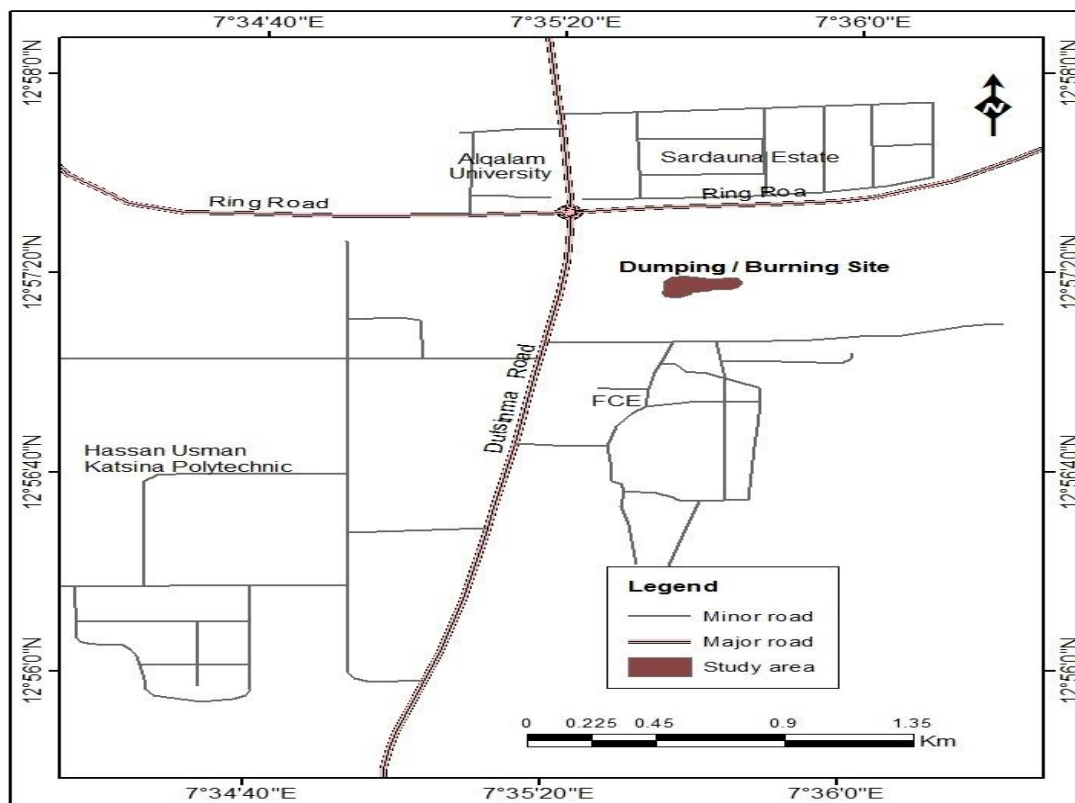 7°34'40"E 7°35'20"E 7°36'0"E
12°58'0"N
12°58'0"N
N
Alqalam
University
Sardauna Estate
Ring Road
Ring Roa
12°57'20"N
12°57'20"N
Dumping / Burning Site
Dutsinma Road
FCE
Hassan Usman
Katsina Polytechnic
12°56'40"N
12°56'40"N
Legend
Minor road
Major road
Study area
12°56'0"N
12°56'0"N
0 0.225 0.45 0.9 1.35
Km
7°34'40"E 7°35'20"E 7°36'0"E